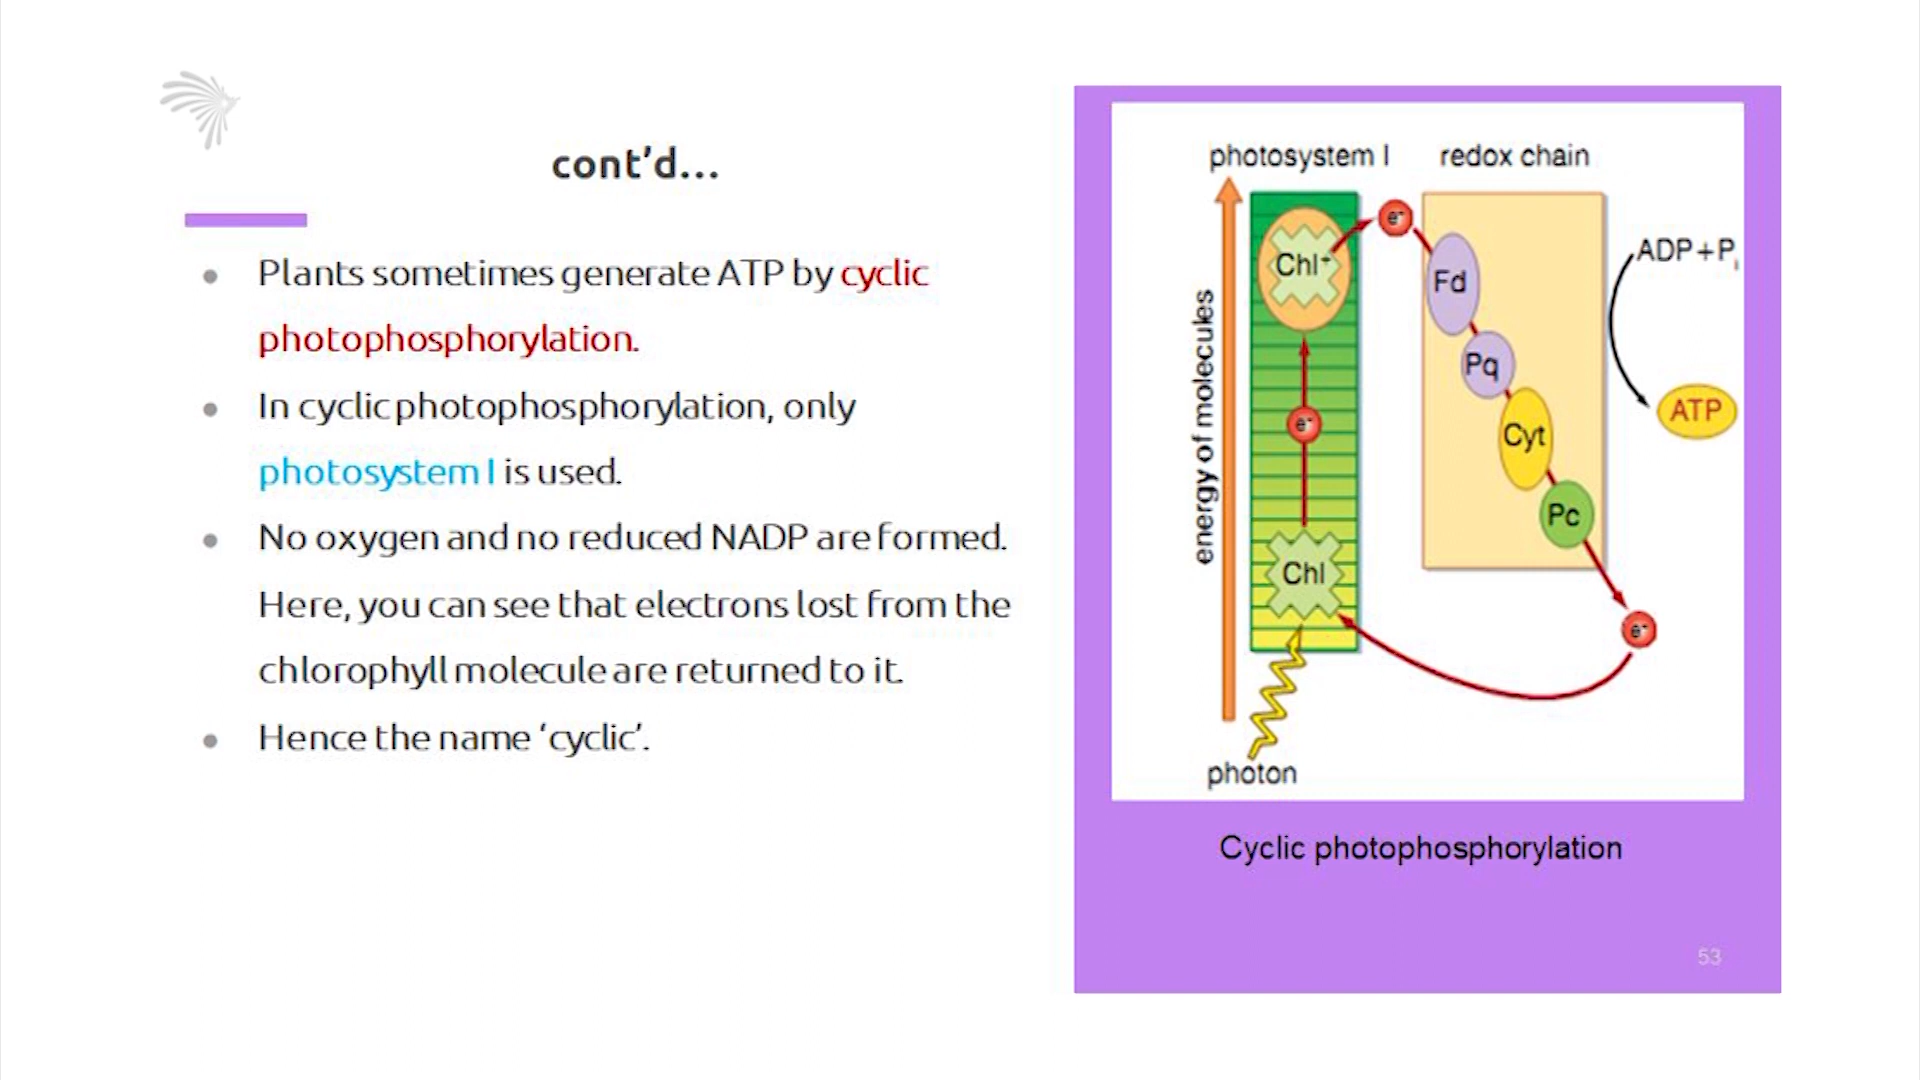 cont'd...
Plants sometimes generate ATP by cyclic
photophosphorylation.
In cyclic photophosphorylation, only
photosystem I is used.
No oxygen and no reduced NADP are formed.
Here, you can see that electrons lost from the
chlorophyll molecule are returned to it.
Hence the name ‘cyclic’.
photosystem I
redox chain
energy of molecules
Chl+
e-
Fd
ADP+Pi
Pq
ATP
e-
Cyt
Pc
Chl
e-
photon
Cyclic photophosphorylation
53